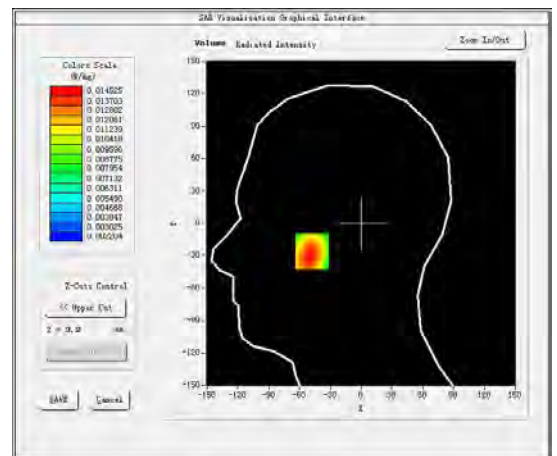 SAR Visualisation Graphical Interface
Volume Radiated Intensity
Zoom In/Out
Colors Scale
(W/kg)
0.014525
0.013703
0.012882
0.012061
0.011239
0.010418
0.009596
0.008775
0.007954
0.007132
0.006311
0.005490
0.004668
0.003847
0.003025
0.002204
150
120
90
60
30
0
-30
-60
-90
-120
-150
-150 -120 -90 -60 -30 0 30 60 90 120 150
X
Y
Z-Cuts Control
<< Upper Cut
mm
SAVE
Cancel